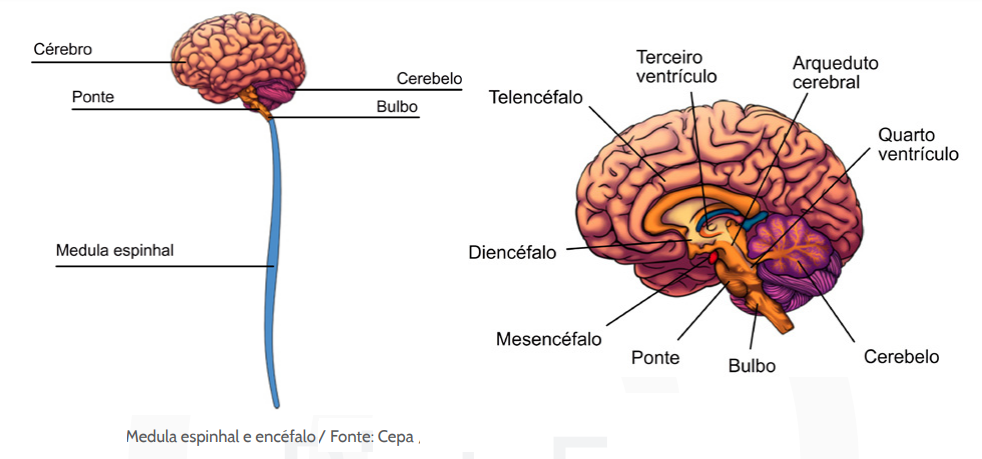 Cérebro
Cerebelo
Ponte
Bulbo
Medula espinhal
Medula espinhal e encéfalo / Fonte: Cepa
Terceiro
ventrículo
Arqueduto
cerebral
Telencéfalo
Quarto
ventrículo
Diencéfalo
Mesencéfalo
Ponte
Bulbo
Cerebelo